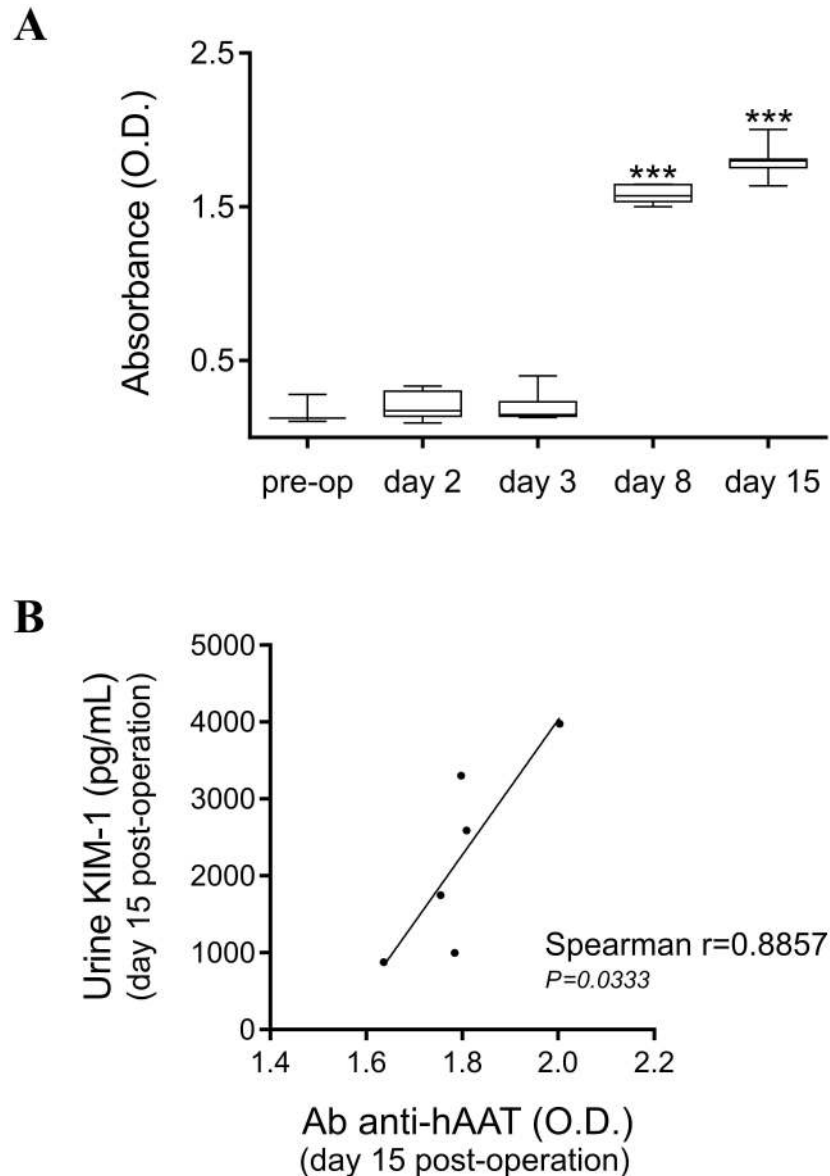 A
2.5
1.5
0.5
Absorbance (O.D.)
*** ***
pre-op day 2 day 3 day 8 day 15
B
5000
4000
3000
2000
1000
0
Urine KIM-1 (pg/mL)
(day 15 post-operation)
Spearman r=0.8857
P=0.0333
1.4 1.6 1.8 2.0 2.2
Ab anti-hAAT (O.D.)
(day 15 post-operation)